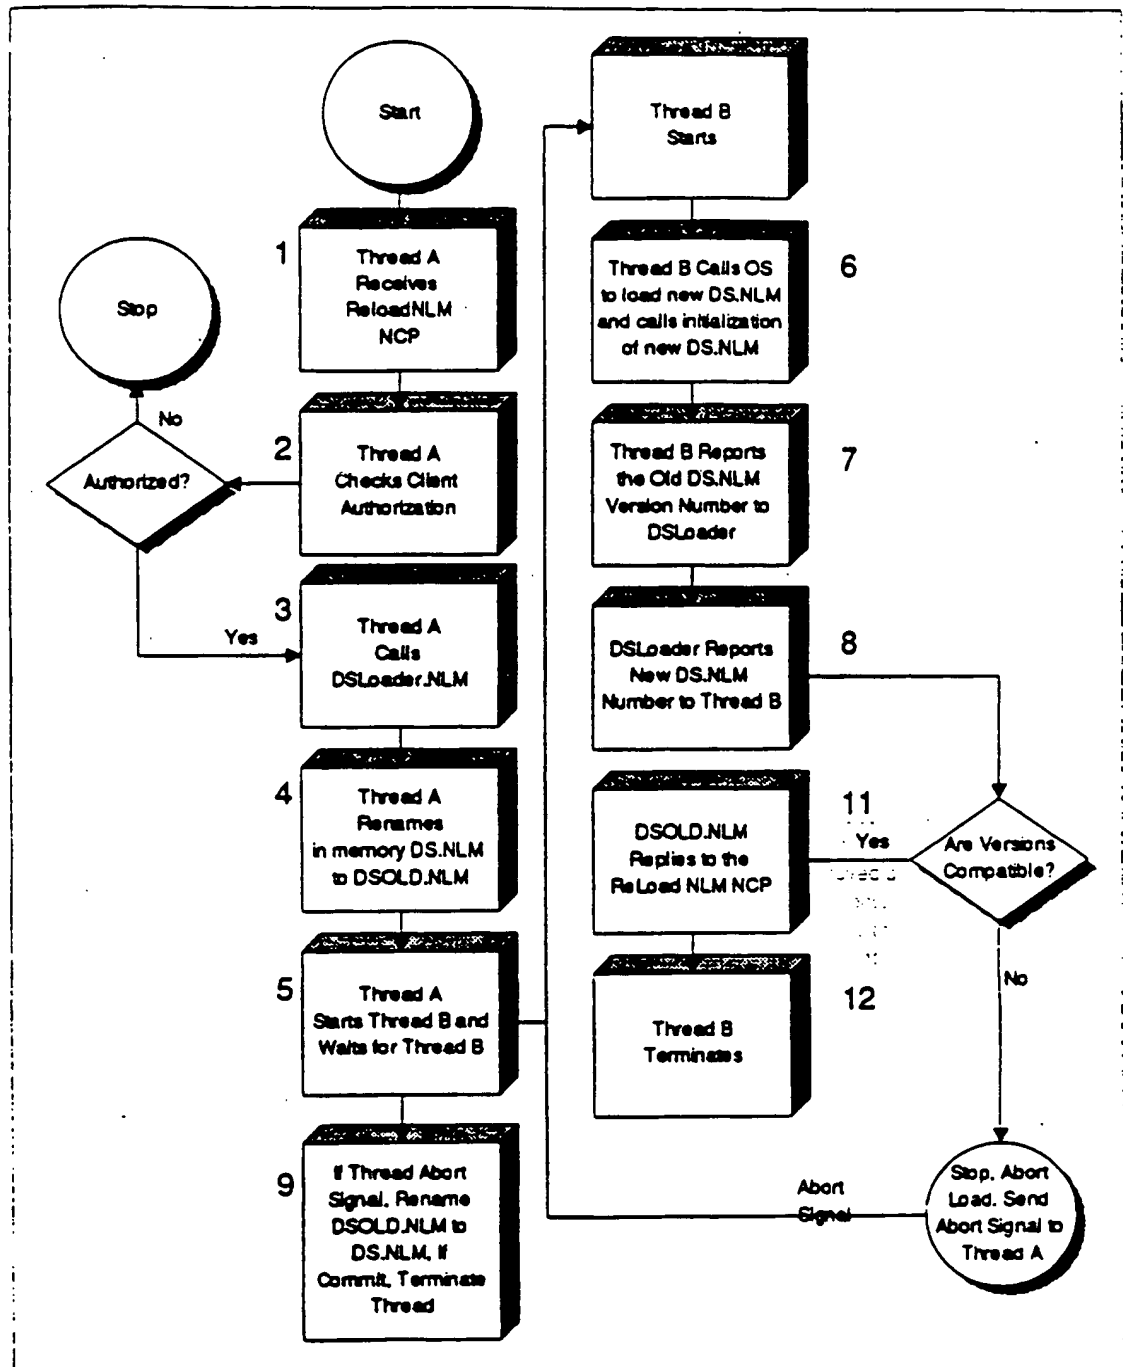 Start
1
Thread A
Receives
ReloadNLM
NCP
Stop
No
Authorized?
2
Thread A
Checks Client
Authorization
Yes
3
Thread A
Calls
DSLoader.NLM
4
Thread A
Renames
in memory DS.NLM
to DSOLD.NLM
5
Thread A
Starts Thread B and
Waits for Thread B
9
If Thread Abort
Signal, Rename
DSOLD.NLM to
DS.NLM, If
Commit, Terminate
Thread
Thread B
Starts
6
Thread B Calls OS
to load new DS.NLM
and calls initialization
of new DS.NLM
7
Thread B Reports
the Old DS.NLM
Version Number to
DSLoader
8
DSLoader Reports
New DS.NLM
Number to Thread B
Are Versions
Compatible?
Yes
11
DSOLD.NLM
Replies to the
ReLoad NLM NCP
12
Thread B
Terminates
No
Stop, Abort
Load, Send
Abort Signal to
Thread A
Abort
Signal